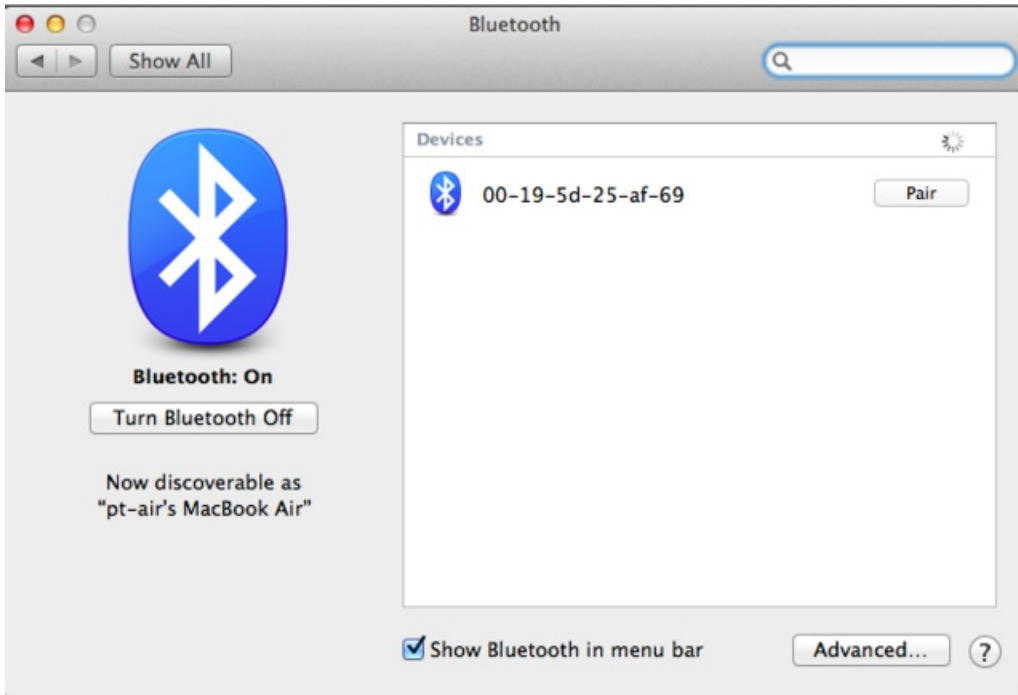 Bluetooth
Show All
Devices
00-19-5d-25-af-69
Pair
Bluetooth: On
Turn Bluetooth Off
Now discoverable as
“pt-air's MacBook Air”
Show Bluetooth in menu bar
Advanced...
?